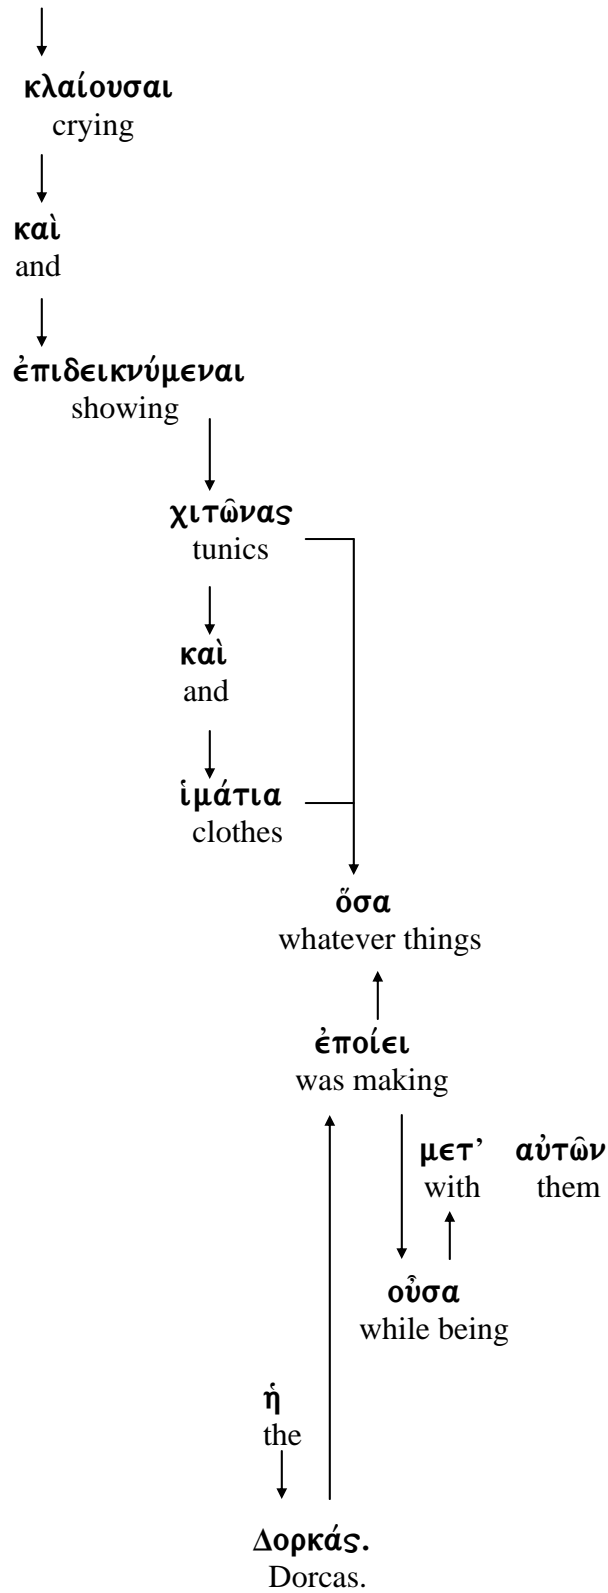 κλαίουσαι
crying
καὶ
and
ἐπιδεικνύμεναι
showing
χιτῶνας
tunics
καὶ
and
ἱμάτια
clothes
ὅσα
whatever things
ἐποίει
was making
μετ’ αὐτῶν
with them
οὖσα
while being
ἡ
the
Δορκάς.
Dorcas.